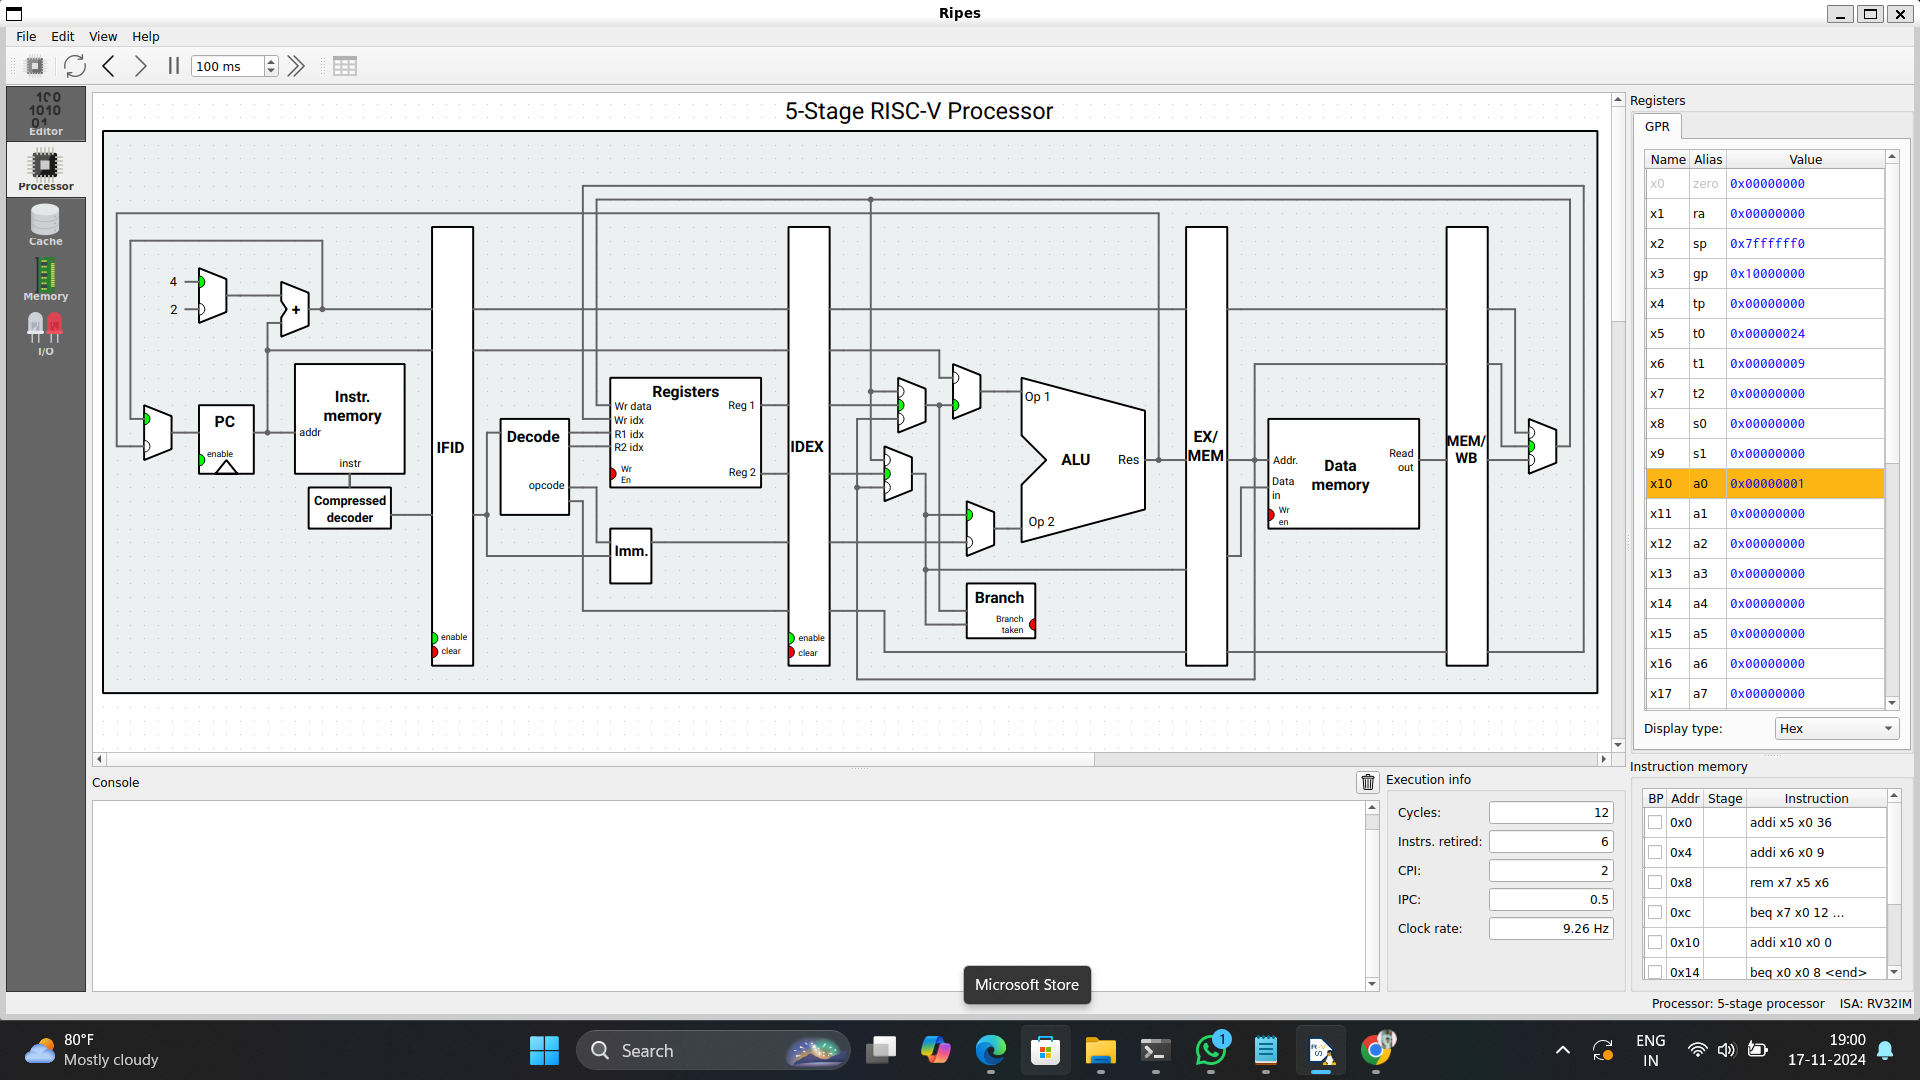 Ripes
File Edit View Help
100 ms
Editor
Processor
Cache
Memory
I/O
5-Stage RISC-V Processor
4
2
+
PC
enable
Instr.
memory
addr
instr
Compressed
decoder
IFID
enable
clear
Decode
opcode
Registers
Wr data
Wr idx
R1 idx
R2 idx
Wr
En
Reg 1
Reg 2
Imm.
IDEX
enable
clear
Op 1
ALU
Res
Op 2
Branch
Branch
taken
EX/
MEM
Addr.
Data
in
Wr
en
Data
memory
Read
out
MEM/
WB
Registers
GPR
Name Alias Value
x0 zero 0x00000000
x1 ra 0x00000000
x2 sp 0x7ffffff0
x3 gp 0x10000000
x4 tp 0x00000000
x5 t0 0x00000024
x6 t1 0x00000009
x7 t2 0x00000000
x8 s0 0x00000000
x9 s1 0x00000000
x10 a0 0x00000001
x11 a1 0x00000000
x12 a2 0x00000000
x13 a3 0x00000000
x14 a4 0x00000000
x15 a5 0x00000000
x16 a6 0x00000000
x17 a7 0x00000000
Display type: Hex
Console
Execution info
Cycles: 12
Instrs. retired: 6
CPI: 2
IPC: 0.5
Clock rate: 9.26 Hz
Instruction memory
BP Addr Stage Instruction
0x0 addi x5 x0 36
0x4 addi x6 x0 9
0x8 rem x7 x5 x6
0xc beq x7 x0 12 ...
0x10 addi x10 x0 0
0x14 beq x0 x0 8 <end>
Processor: 5-stage processor ISA: RV32IM
Microsoft Store
80°F
Mostly cloudy
Search
1
ENG
IN
19:00
17-11-2024